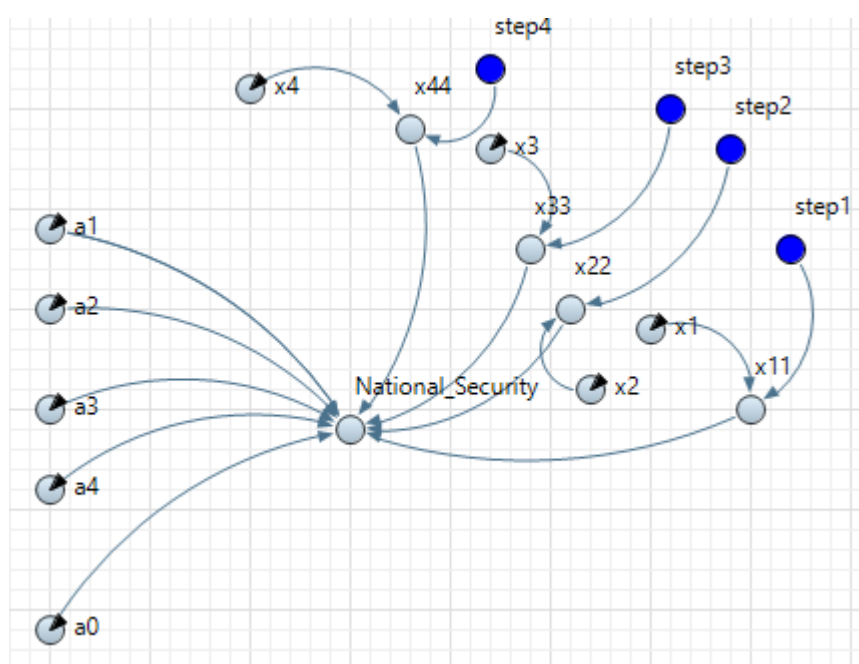 step4
step3
x4
x44
step2
x3
x33
step1
a1
x22
a2
x1
x11
National_Security
x2
a3
a4
a0